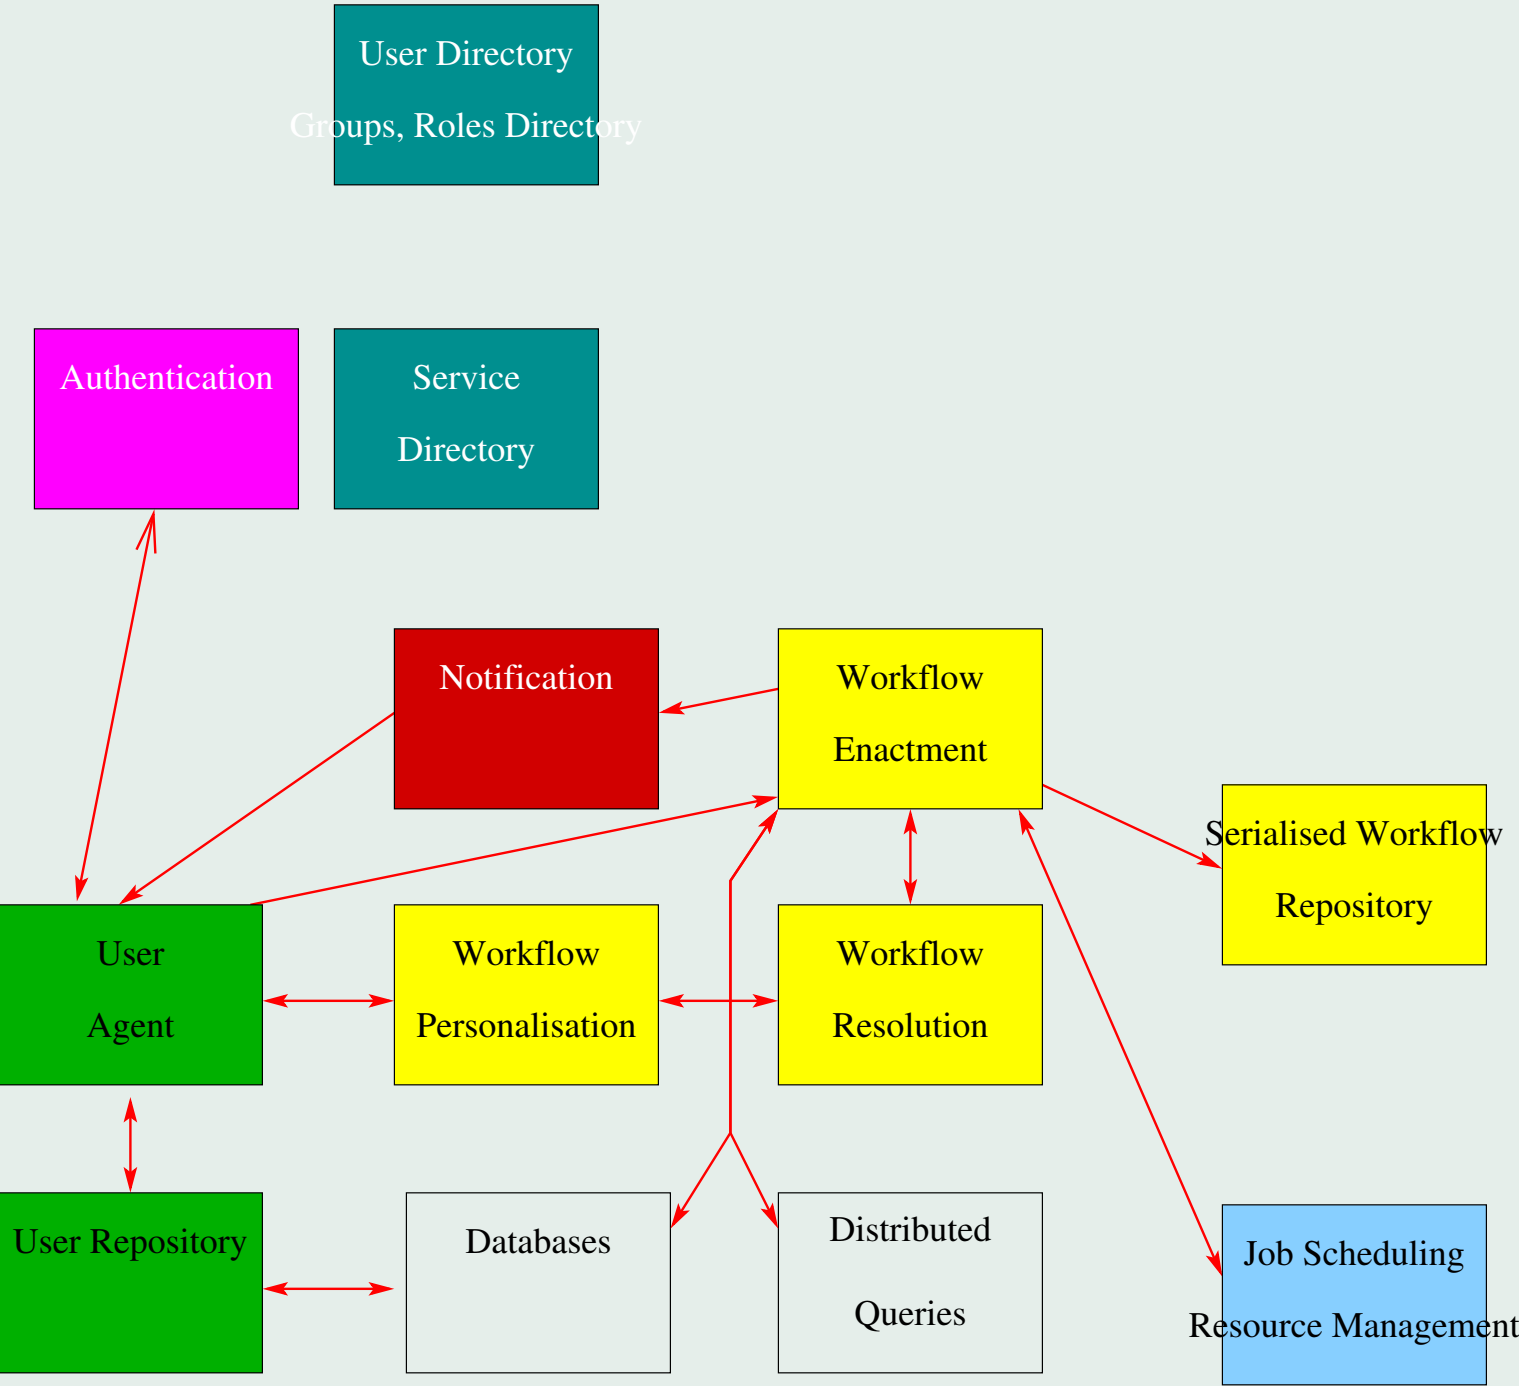 User Directory
Groups, Roles Directory
Authentication
Service
Directory
Notification
Workflow
Enactment
Serialised Workflow
Repository
User
Agent
Workflow
Personalisation
Workflow
Resolution
User Repository
Databases
Distributed
Queries
Job Scheduling
Resource Management